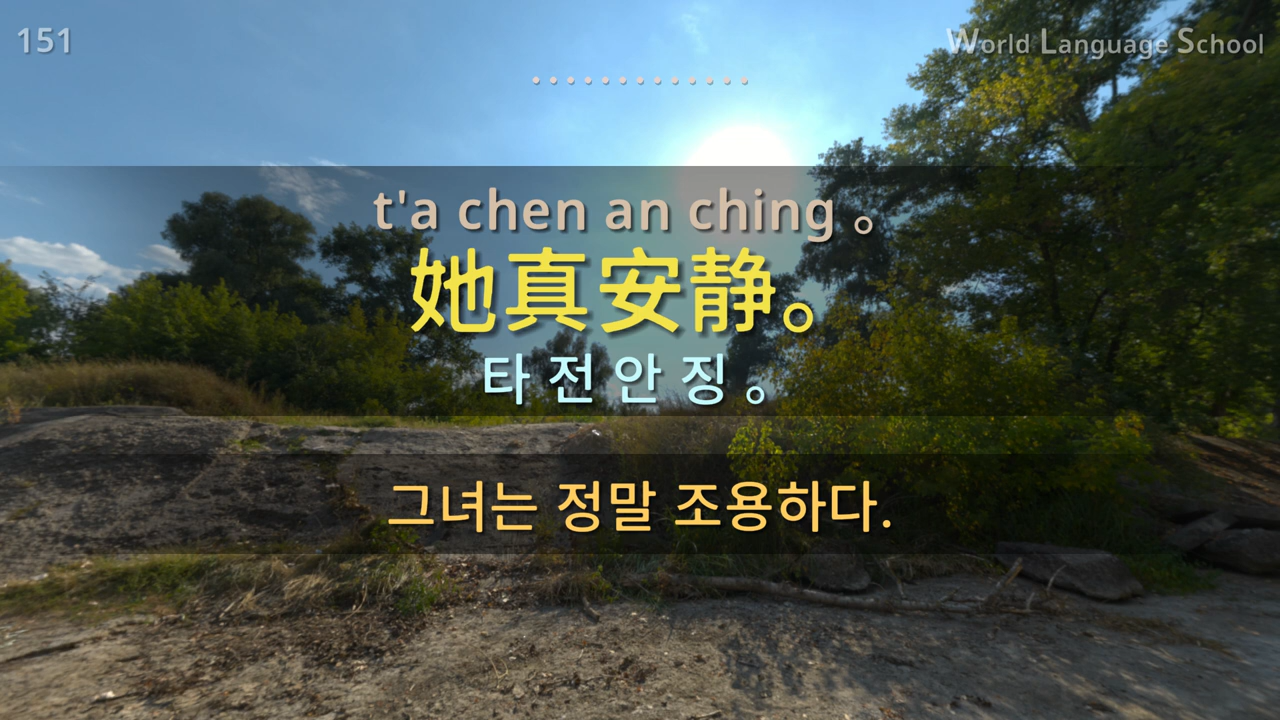 151
World Language School
t'a chen an ching 。
她真安静。
타 전 안 징 。
그녀는 정말 조용하다.